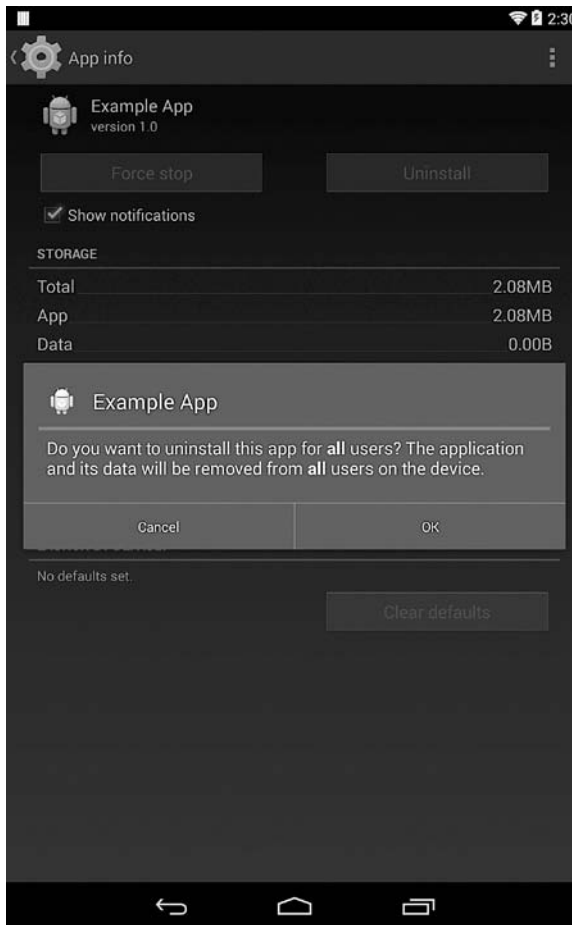 2:30
App info
Example App
version 1.0
Force stop
Uninstall
Show notifications
STORAGE
Total 2.08MB
App 2.08MB
Data 0.00B
Example App
Do you want to uninstall this app for all users? The application
and its data will be removed from all users on the device.
Cancel
OK
No defaults set.
Clear defaults